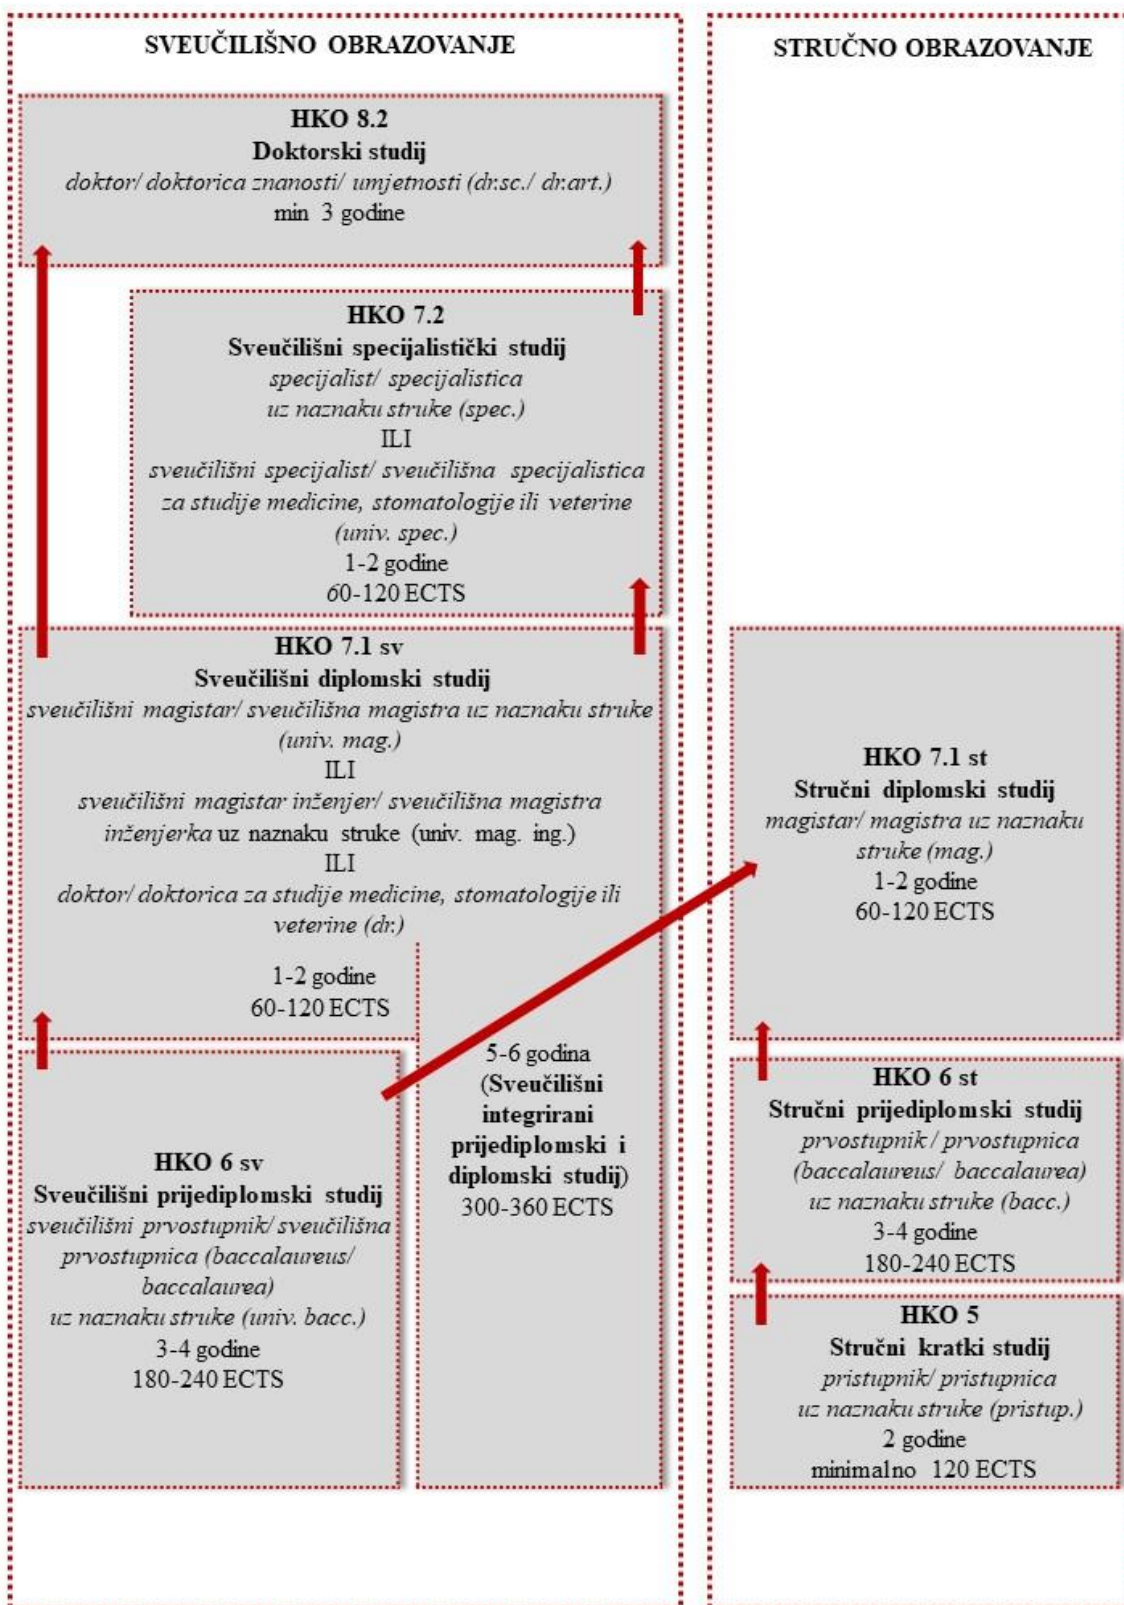 SVEUČILIŠNO OBRAZOVANJE
HKO 8.2
Doktorski studij
doktor/ doktorica znanosti/ umjetnosti (dr.sc./ dr.art.)
min 3 godine
HKO 7.2
Sveučilišni specijalistički studij
specijalist/ specijalistica
uz naznaku struke (spec.)
ILI
sveučilišni specijalist/ sveučilišna specijalistica
za studije medicine, stomatologije ili veterine
(univ. spec.)
1-2 godine
60-120 ECTS
HKO 7.1 sv
Sveučilišni diplomski studij
sveučilišni magistar/ sveučilišna magistra uz naznaku struke
(univ. mag.)
ILI
sveučilišni magistar inženjer/ sveučilišna magistra
inženjerka uz naznaku struke (univ. mag. ing.)
ILI
doktor/ doktorica za studije medicine, stomatologije ili
veterine (dr.)
1-2 godine
60-120 ECTS
5-6 godina
(Sveučilišni
integrirani
prijediplomski i
diplomski studij)
300-360 ECTS
HKO 6 sv
Sveučilišni prijediplomski studij
sveučilišni prvostupnik/ sveučilišna
prvostupnica (baccalaureus/
baccalaurea)
uz naznaku struke (univ. bacc.)
3-4 godine
180-240 ECTS
STRUČNO OBRAZOVANJE
HKO 7.1 st
Stručni diplomski studij
magistar/ magistra uz naznaku
struke (mag.)
1-2 godine
60-120 ECTS
HKO 6 st
Stručni prijediplomski studij
prvostupnik / prvostupnica
(baccalaureus/ baccalaurea)
uz naznaku struke (bacc.)
3-4 godine
180-240 ECTS
HKO 5
Stručni kratki studij
pristupnik/ pristupnica
uz naznaku struke (pristup.)
2 godine
minimalno 120 ECTS